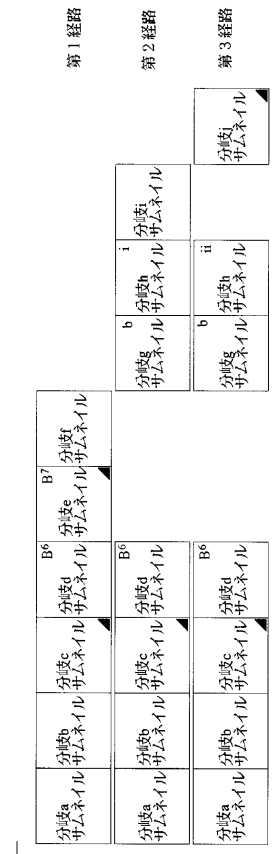 分岐a 分岐b 分岐c 分岐d B⁶ 分岐e B⁷ 分岐f 第1経路
サムネイル サムネイル サムネイル サムネイル サムネイル サムネイル
分岐a 分岐b 分岐c 分岐d B⁶ 分岐g b 分岐h i 分岐i 第2経路
サムネイル サムネイル サムネイル サムネイル サムネイル サムネイル サムネイル
分岐a 分岐b 分岐c 分岐d B⁶ 分岐g b 分岐h ii 分岐j 第3経路
サムネイル サムネイル サムネイル サムネイル サムネイル サムネイル サムネイル